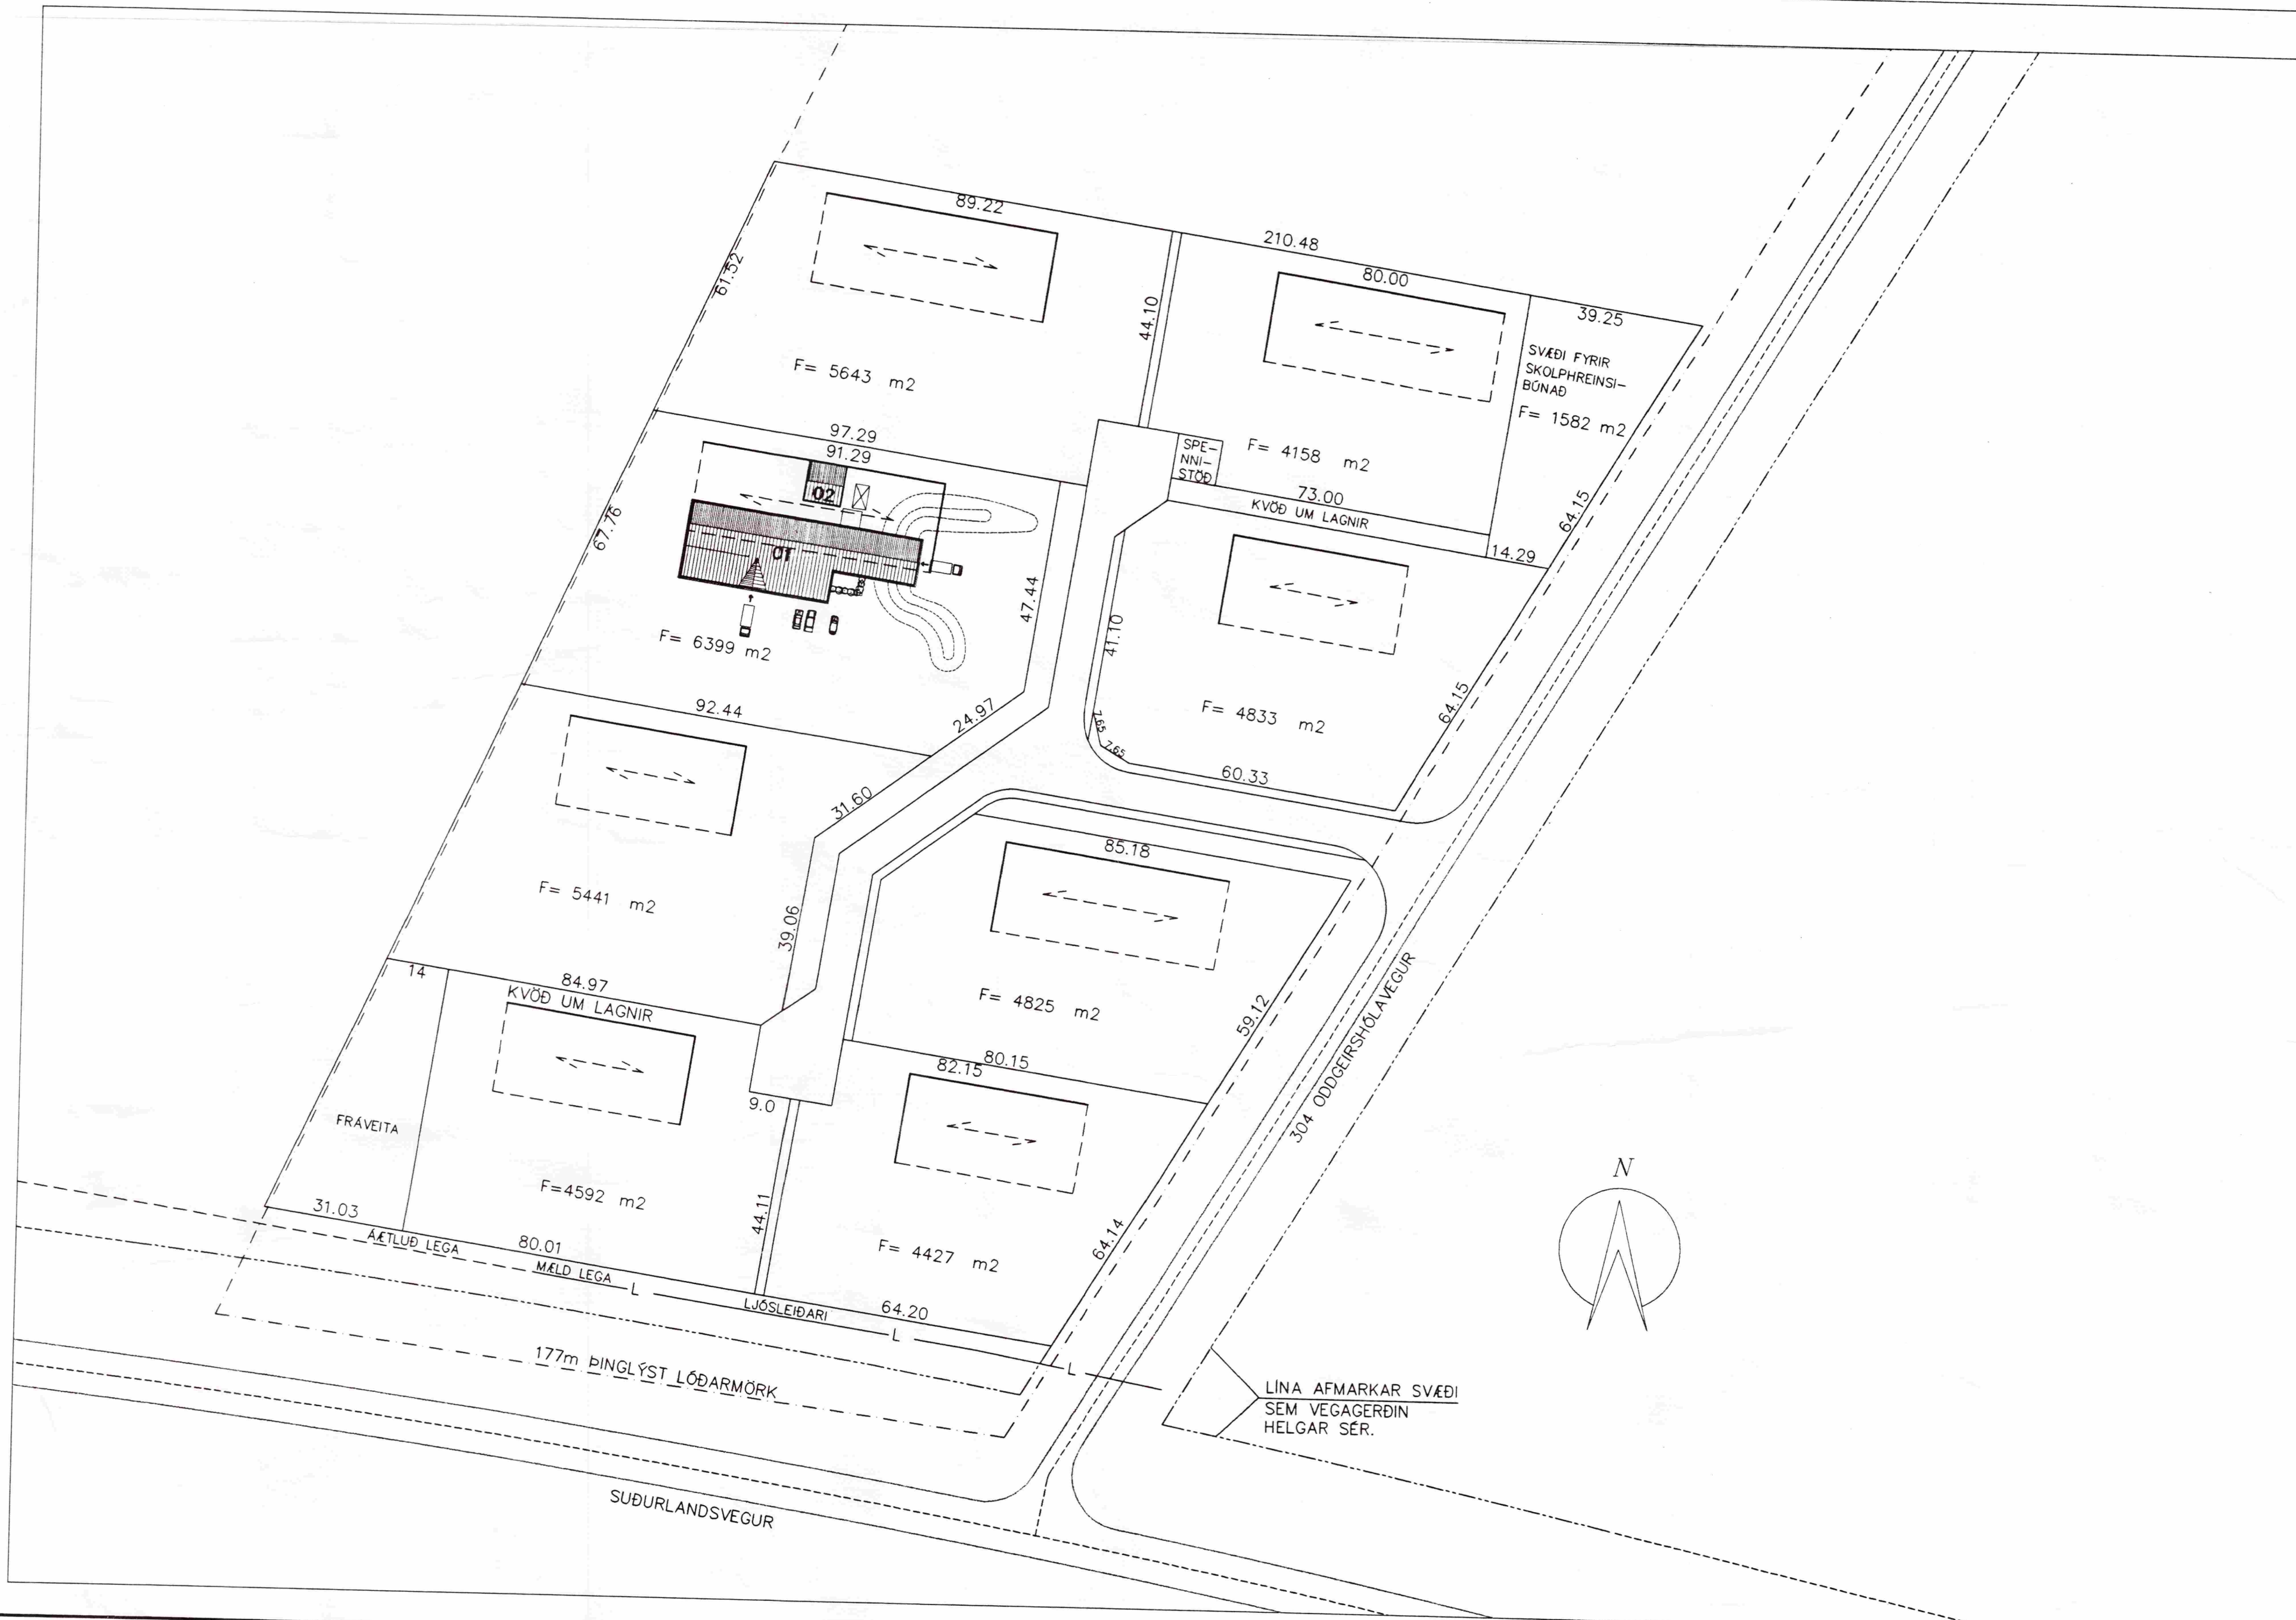 89.22
210.48
80.00
39.25
61.52
44.10
SVÆÐI FYRIR
SKOLPHREINSI-
BÚNAÐ
F= 1582 m2
F= 5643 m2
97.29
91.29
SPE-
NNI-
STÖÐ
F= 4158 m2
73.00
KVÖÐ UM LAGNIR
14.29
64.15
02
01
67.76
47.44
41.10
F= 6399 m2
92.44
24.97
7.65
7.65
F= 4833 m2
64.15
60.33
31.60
85.18
F= 5441 m2
39.06
14
84.97
KVÖÐ UM LAGNIR
F= 4825 m2
59.12
304 ODDGEIRSHÓLAVEGUR
80.15
82.15
9.0
FRÁVEITA
F=4592 m2
44.11
F= 4427 m2
64.14
N
31.03
ÁÆTLUÐ LEGA
80.01
MÆLD LEGA
L
LJÓSLEIÐARI
64.20
L
L
177m ÞINGLÝST LÓÐARMÖRK
LÍNA AFMARKAR SVÆÐI
SEM VEGAGERÐIN
HELGAR SÉR.
SUÐURLANDSVEGUR